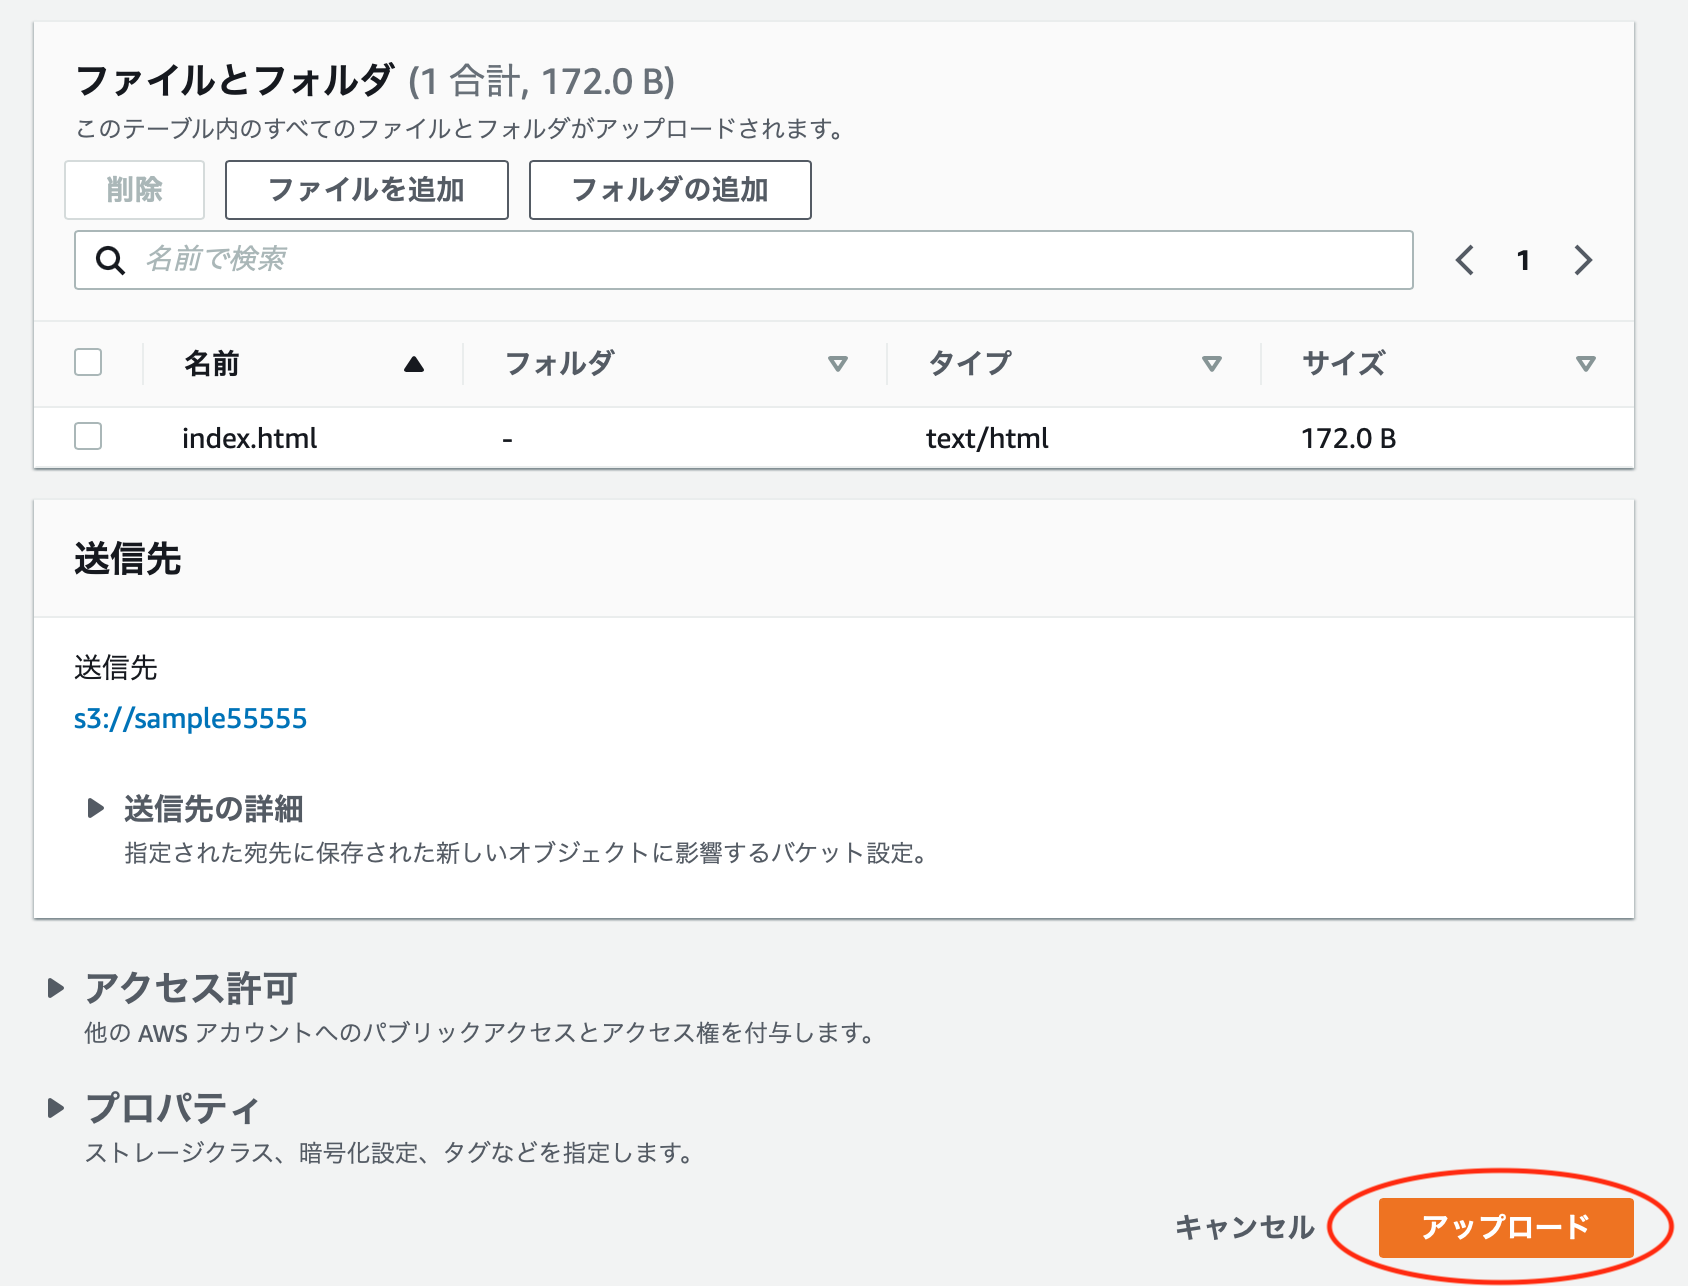 ファイルとフォルダ (1 合計, 172.0 B)
このテーブル内のすべてのファイルとフォルダがアップロードされます。
削除 ファイルを追加 フォルダの追加
名前で検索 1
名前 フォルダ タイプ サイズ
index.html - text/html 172.0 B
送信先
送信先
s3://sample55555
送信先の詳細
指定された宛先に保存された新しいオブジェクトに影響するバケット設定。
アクセス許可
他の AWS アカウントへのパブリックアクセスとアクセス権を付与します。
プロパティ
ストレージクラス、暗号化設定、タグなどを指定します。
キャンセル アップロード